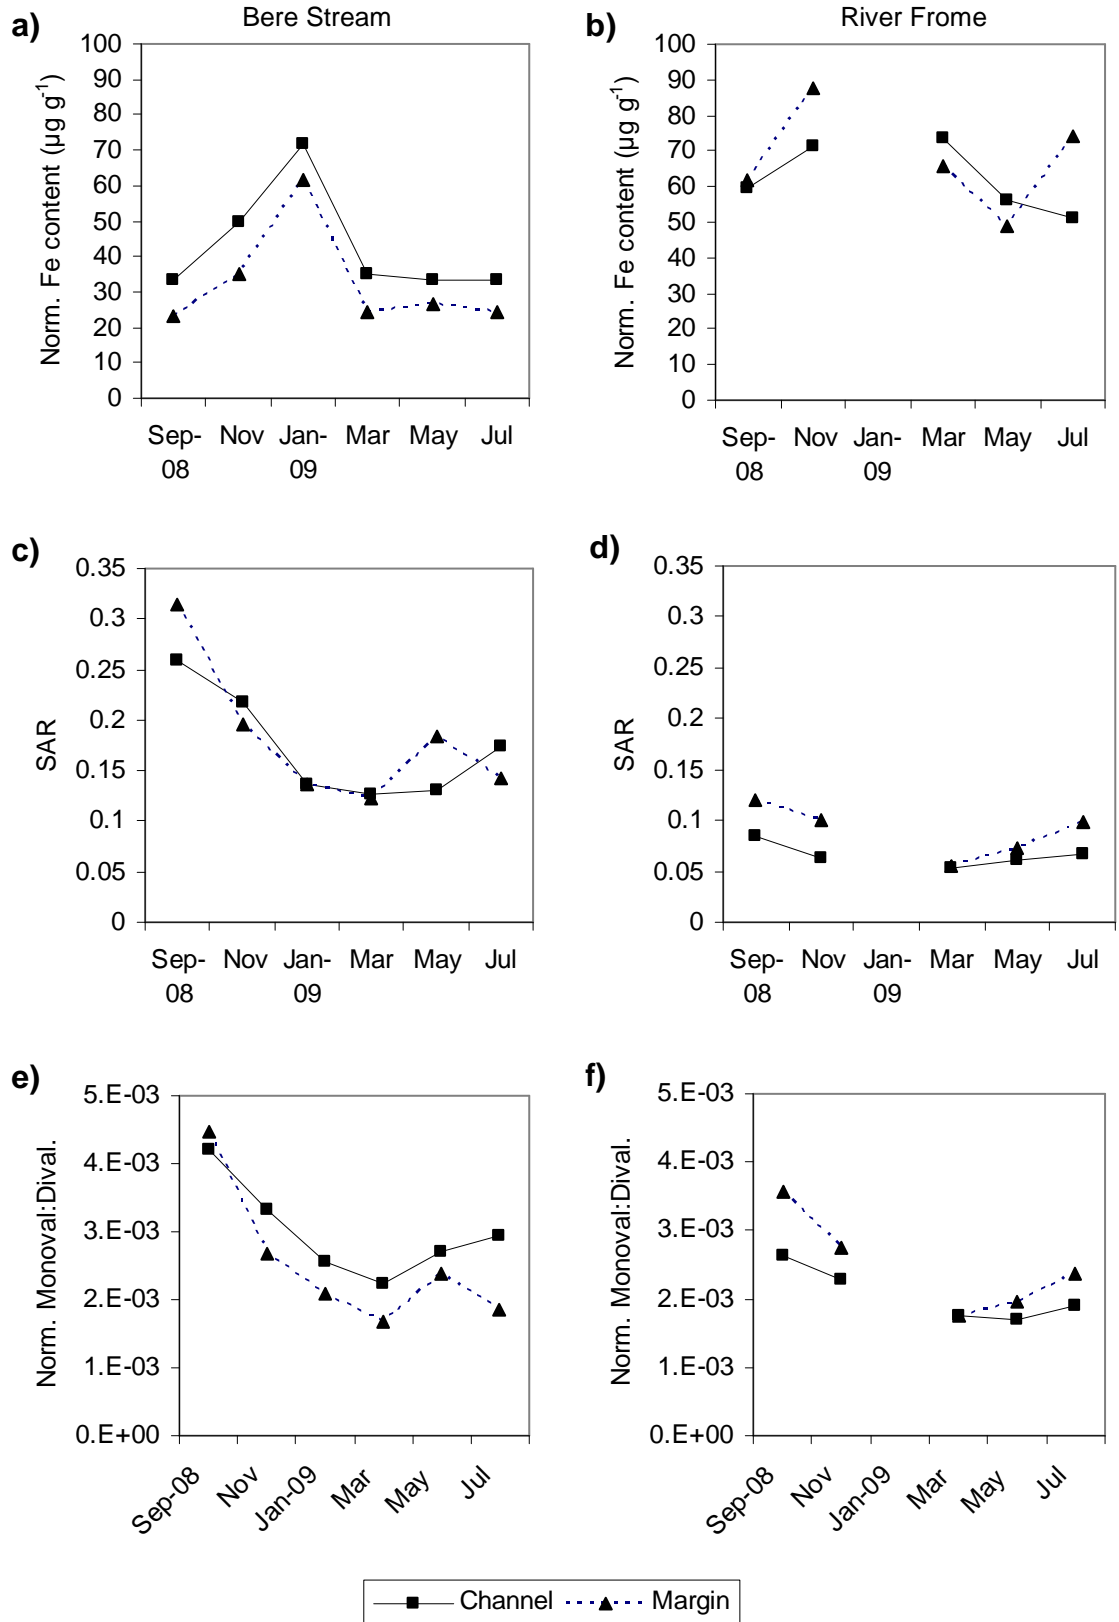 a) Bere Stream
b) River Frome
Norm. Fe content (µg g-1)
100
90
80
70
60
50
40
30
20
10
0
Sep-08 Nov Jan-09 Mar May Jul
Norm. Fe content (µg g-1)
100
90
80
70
60
50
40
30
20
10
0
Sep-08 Nov Jan-09 Mar May Jul
c)
SAR
0.35
0.3
0.25
0.2
0.15
0.1
0.05
0
Sep-08 Nov Jan-09 Mar May Jul
d)
SAR
0.35
0.3
0.25
0.2
0.15
0.1
0.05
0
Sep-08 Nov Jan-09 Mar May Jul
e)
Norm. Monoval:Dival.
5.E-03
4.E-03
3.E-03
2.E-03
1.E-03
0.E+00
Sep-08 Nov Jan-09 Mar May Jul
f)
Norm. Monoval:Dival.
5.E-03
4.E-03
3.E-03
2.E-03
1.E-03
0.E+00
Sep-08 Nov Jan-09 Mar May Jul
Channel Margin